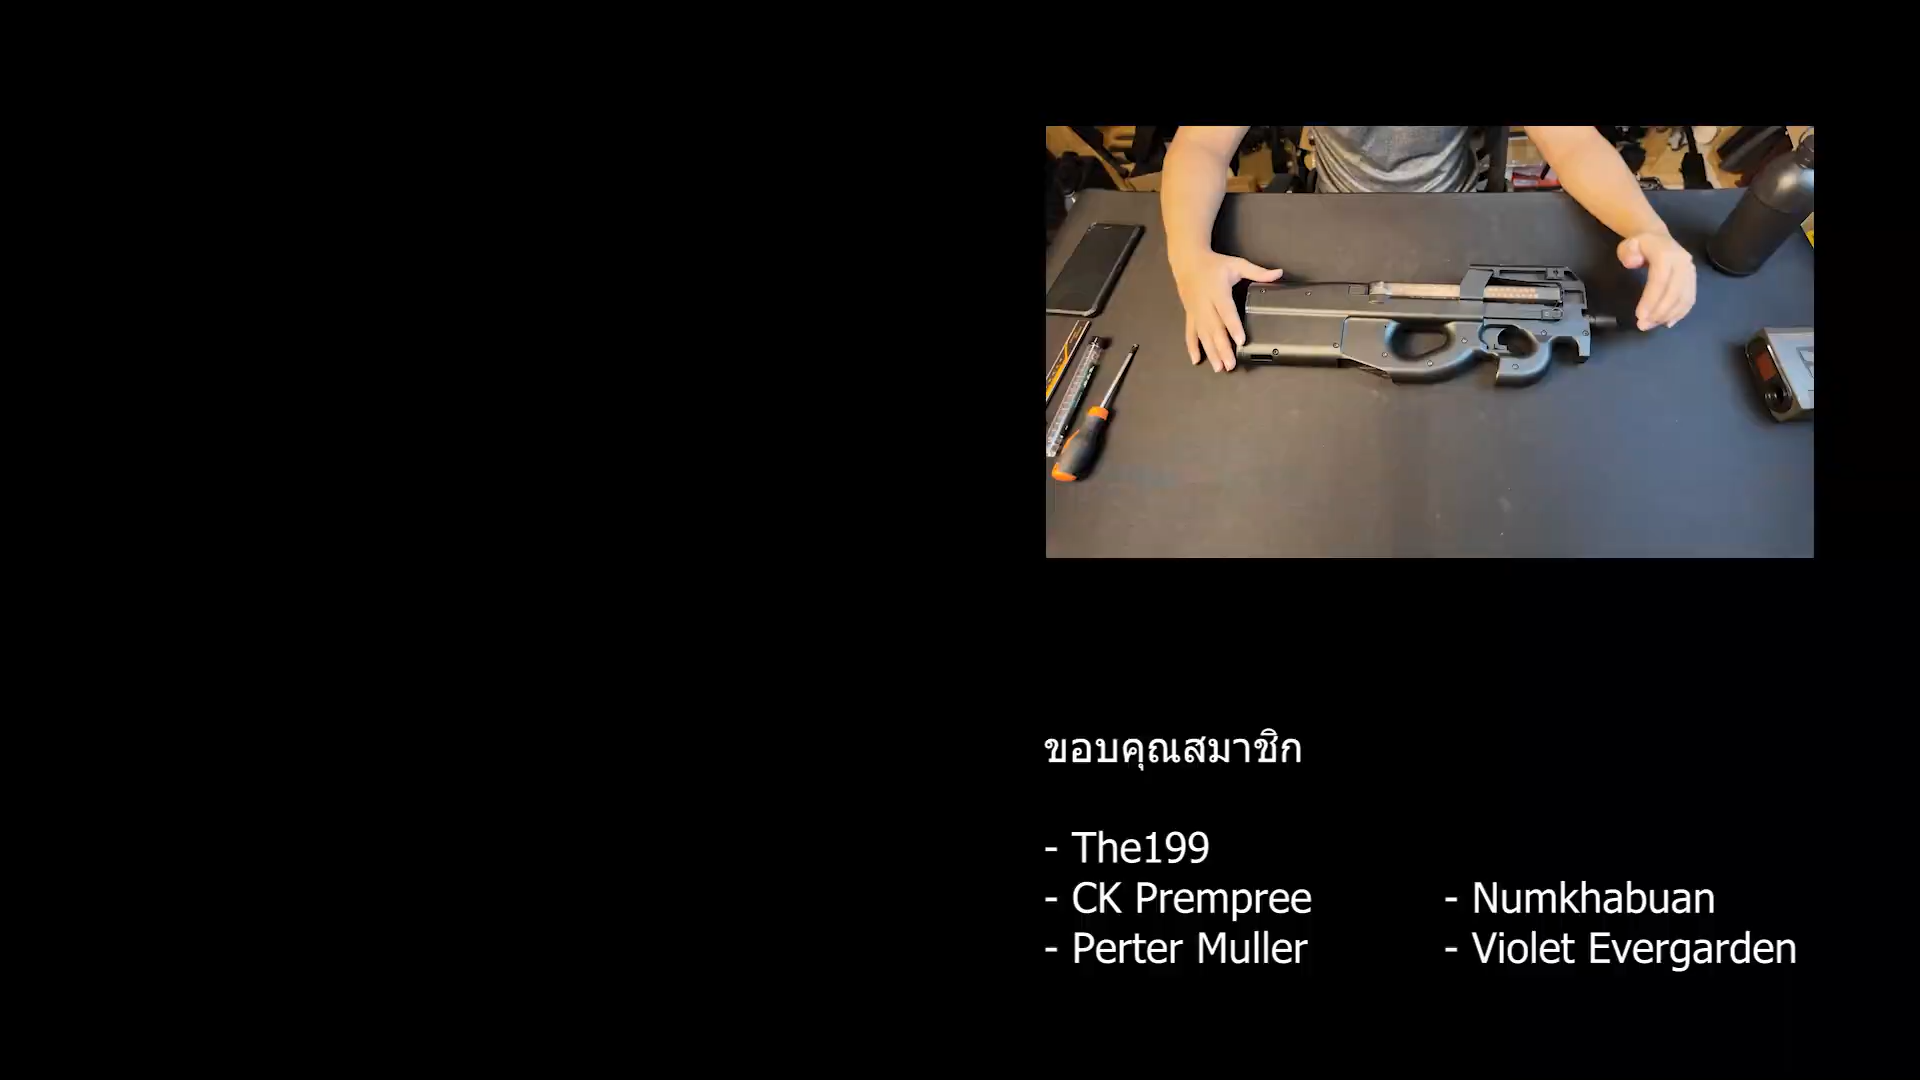 ขอบคุณสมาชิก
- The199
- CK Prempree
- Perter Muller
- Numkhabuan
- Violet Evergarden